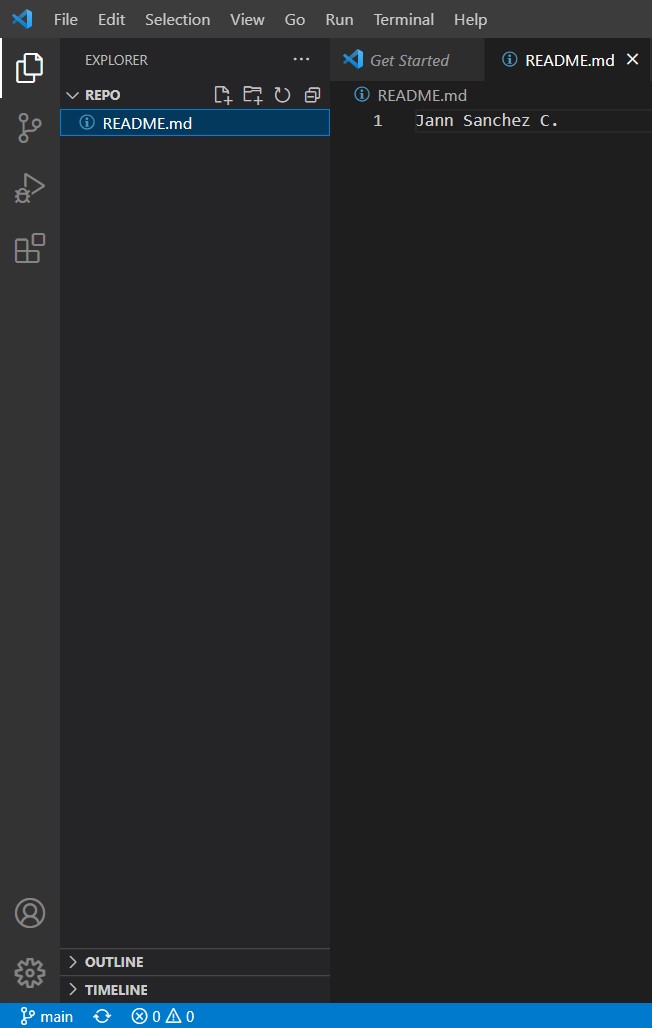 File Edit Selection View Go Run Terminal Help
EXPLORER ...
Get Started README.md
REPO
README.md
README.md
1 Jann Sanchez C.
OUTLINE
TIMELINE
main 0 0